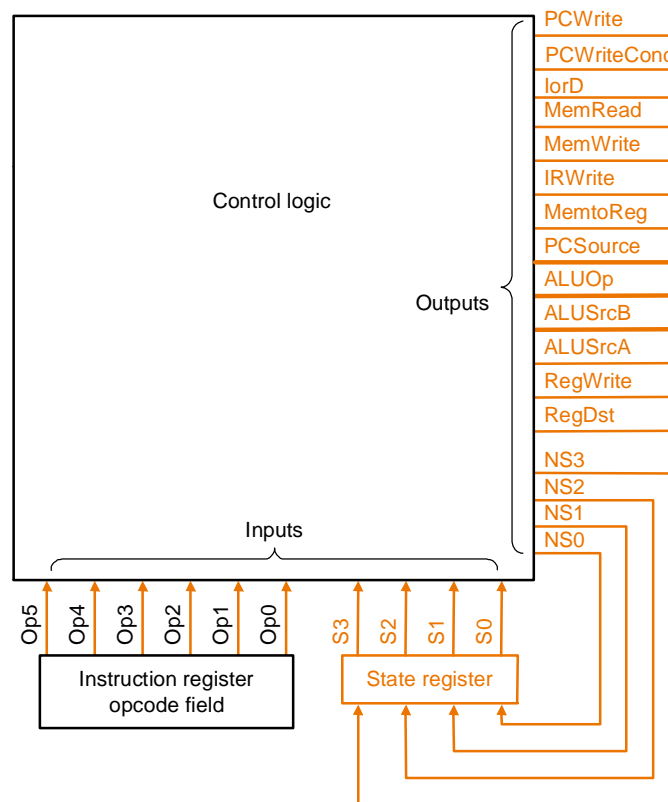 PCWrite
PCWriteCond
IorD
MemRead
MemWrite
IRWrite
Control logic
MemtoReg
PCSource
ALUOp
Outputs
ALUSrcB
ALUSrcA
RegWrite
RegDst
NS3
NS2
NS1
Inputs
NS0
Op5
Op4
Op3
Op2
Op1
Op0
S3
S2
S1
S0
Instruction register
opcode field
State register